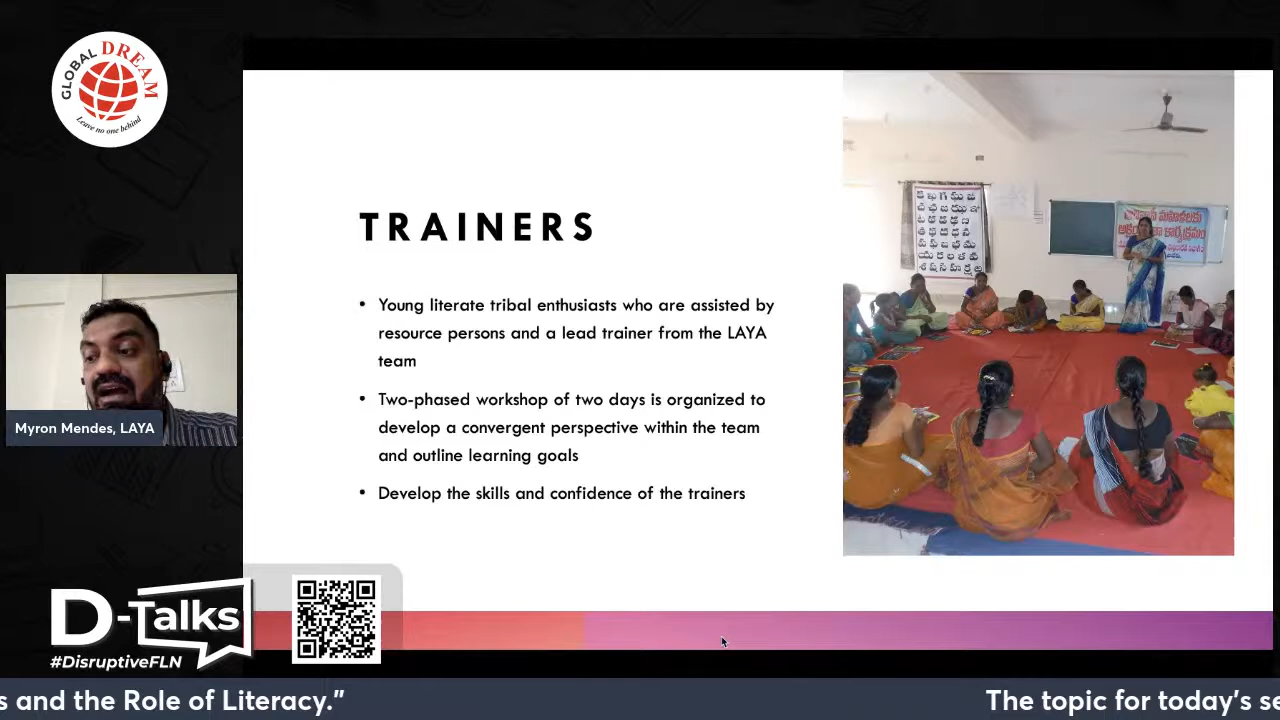 GLOBAL DREAM
Leave no one behind
TRAINERS
• Young literate tribal enthusiasts who are assisted by
resource persons and a lead trainer from the LAYA
team
• Two-phased workshop of two days is organized to
develop a convergent perspective within the team
and outline learning goals
• Develop the skills and confidence of the trainers
Myron Mendes, LAYA
D-Talks
#DisruptiveFLN
s and the Role of Literacy.” The topic for today's se